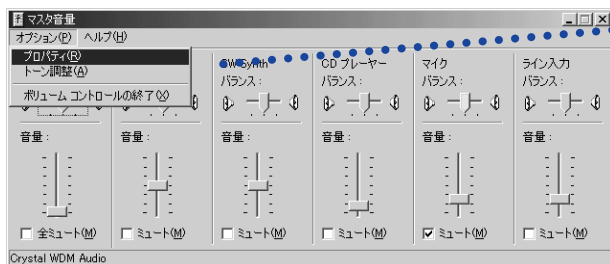 マスタ音量
オプション(P) ヘルプ(H)
プロパティ(R)
トーン調整(A)
ボリューム コントロールの終了(X)
SW Synth
CD プレーヤー
マイク
ライン入力
バランス :
バランス :
バランス :
バランス :
音量 :
音量 :
音量 :
音量 :
音量 :
音量 :
全ミュート(M)
ミュート(M)
ミュート(M)
ミュート(M)
ミュート(M)
ミュート(M)
Crystal WDM Audio